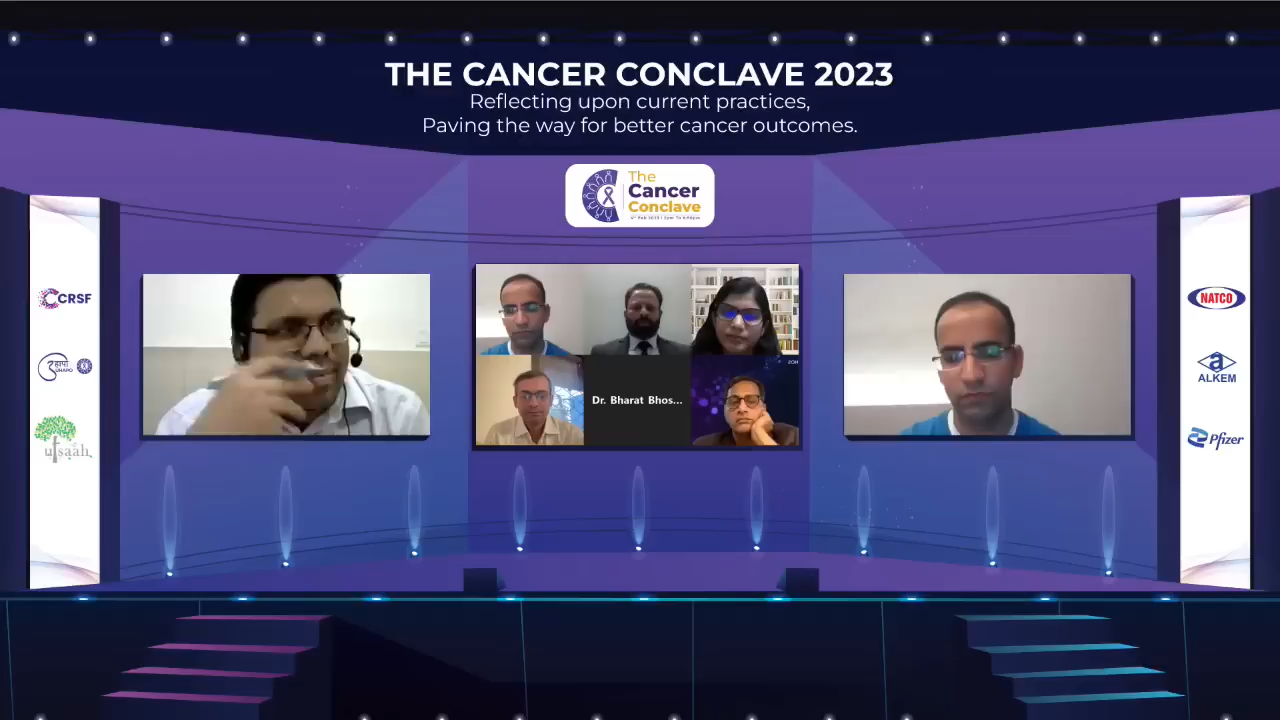 THE CANCER CONCLAVE 2023
Reflecting upon current practices,
Paving the way for better cancer outcomes.
The
Cancer
Conclave
CRSF
NATCO
ALKEM
utsaah
Pfizer
Dr. Bharat Bhos...